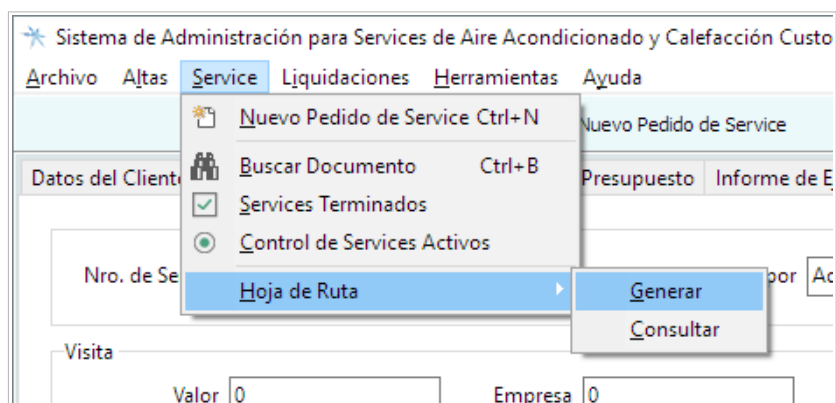 Sistema de Administración para Services de Aire Acondicionado y Calefacción Custo
Archivo Altas Service Liquidaciones Herramientas Ayuda
Nuevo Pedido de Service Ctrl+N
Nuevo Pedido de Service
Buscar Documento Ctrl+B
Datos del Cliente Presupuesto Informe de E
Services Terminados
Control de Services Activos
Nro. de Se por Ac
Hoja de Ruta
Generar
Consultar
Visita
Valor 0 Empresa 0